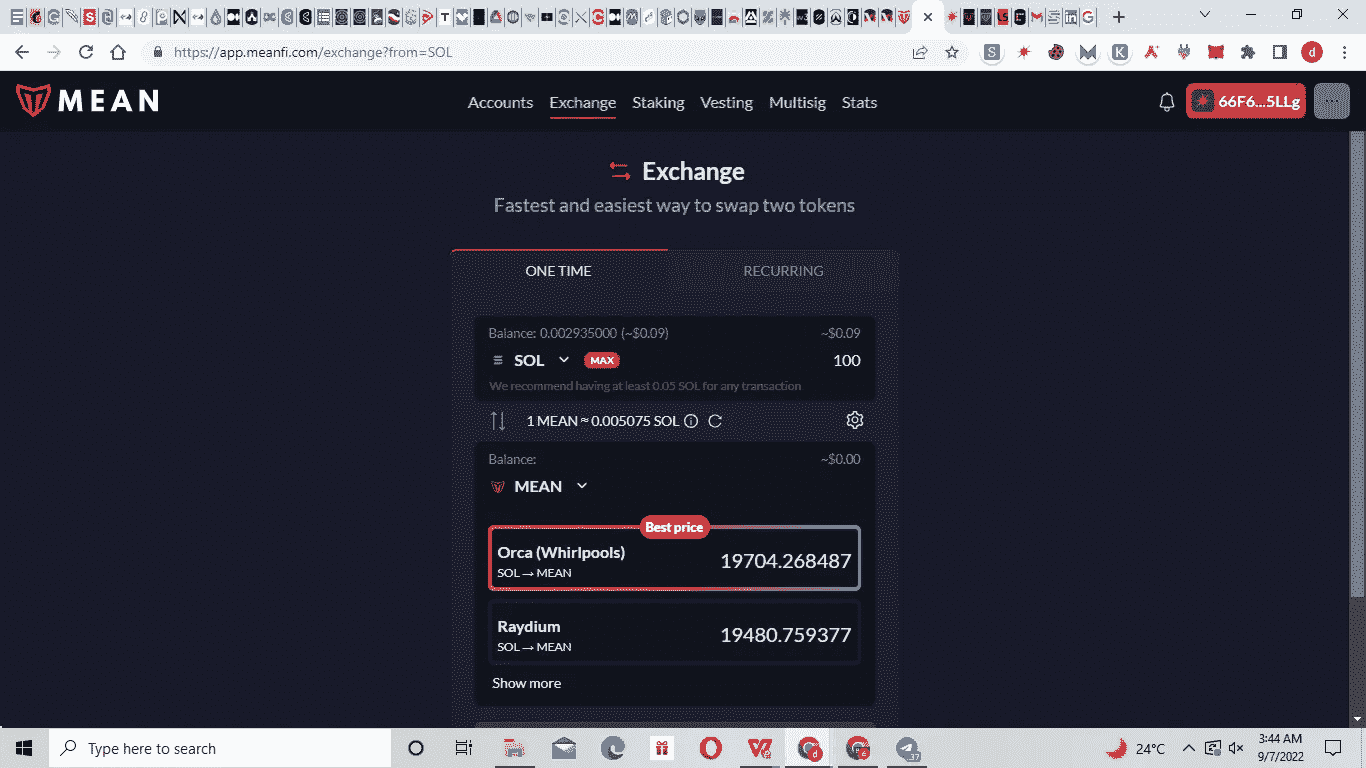 https://app.meanfi.com/exchange?from=SOL
MEAN
Accounts Exchange Staking Vesting Multisig Stats
66F6...5LLg
Exchange
Fastest and easiest way to swap two tokens
ONE TIME RECURRING
Balance: 0.002935000 (~$0.09) ~$0.09
SOL MAX 100
We recommend having at least 0.05 SOL for any transaction
1 MEAN ≈ 0.005075 SOL
Balance: ~$0.00
MEAN
Best price
Orca (Whirlpools) 19704.268487
SOL → MEAN
Raydium 19480.759377
SOL → MEAN
Show more
Type here to search
24°C
3:44 AM
9/7/2022